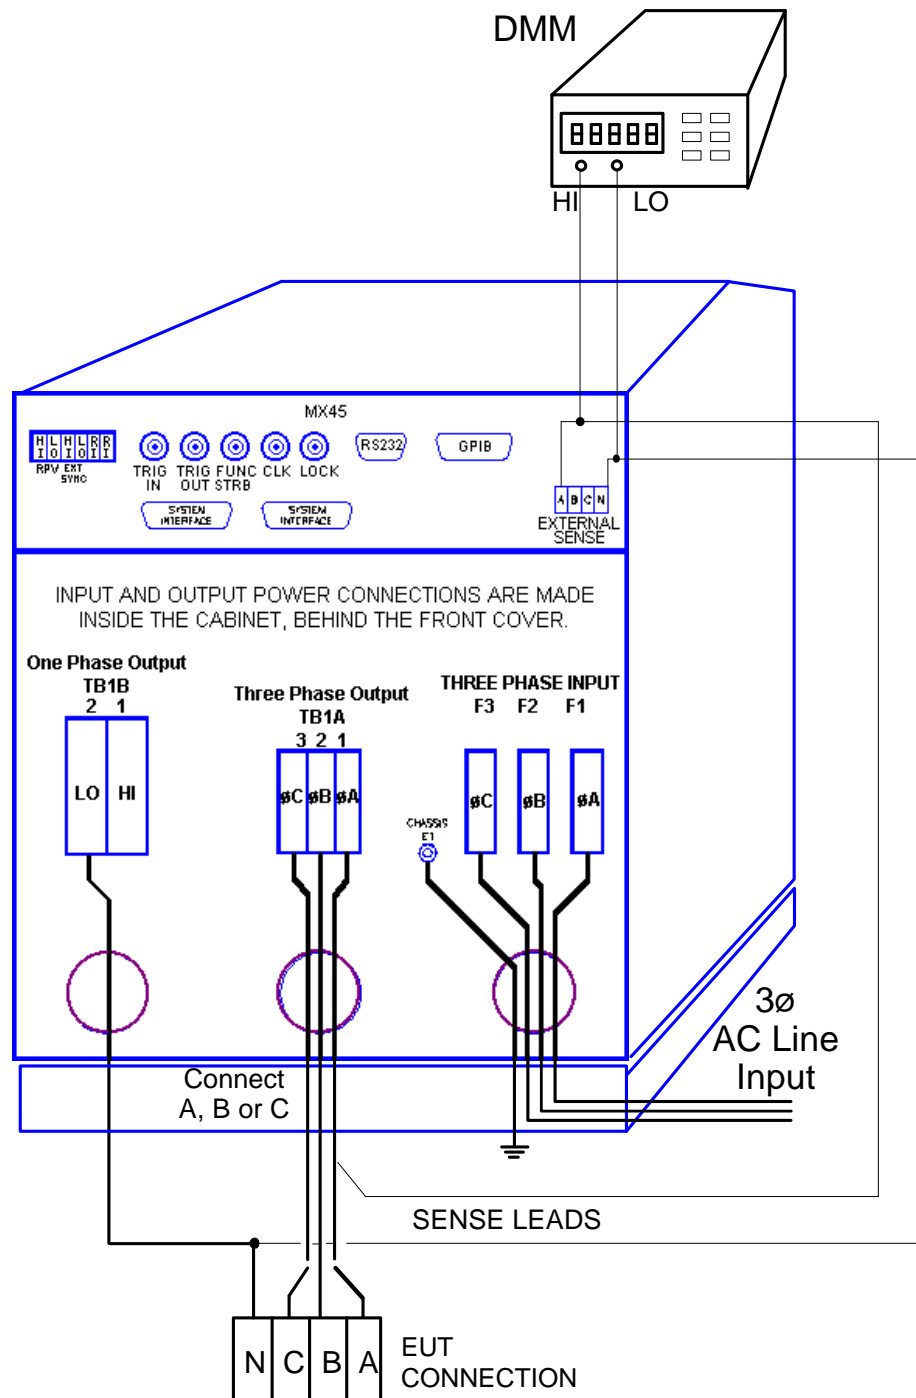 DMM
HI LO
MX45
H L H L R R
I O I O I I
RPV EXT
SYNC
TRIG
IN
TRIG
OUT
FUNC
STRB
CLK
LOCK
RS232
GPIB
SYSTEM
INTERFACE
SYSTEM
INTERFACE
A B C N
EXTERNAL
SENSE
INPUT AND OUTPUT POWER CONNECTIONS ARE MADE
INSIDE THE CABINET, BEHIND THE FRONT COVER.
One Phase Output
TB1B
2 1
LO HI
Three Phase Output
TB1A
3 2 1
øC øB øA
THREE PHASE INPUT
F3 F2 F1
øC øB øA
CHASSIS
E1
3ø
AC Line
Input
Connect
A, B or C
SENSE LEADS
N C B A
EUT
CONNECTION